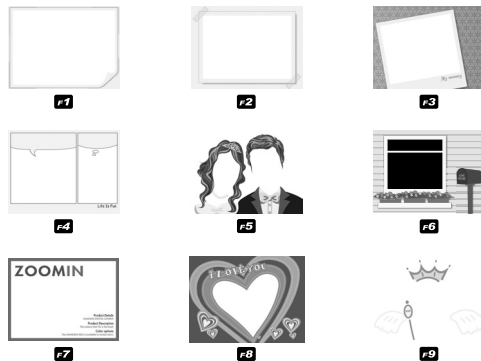 F1
F2
F3
F4
Life Is Fun
F5
F6
ZOOMIN
Product Details
Product Description
Color options
F7
I LOVE YOU
F8
F9